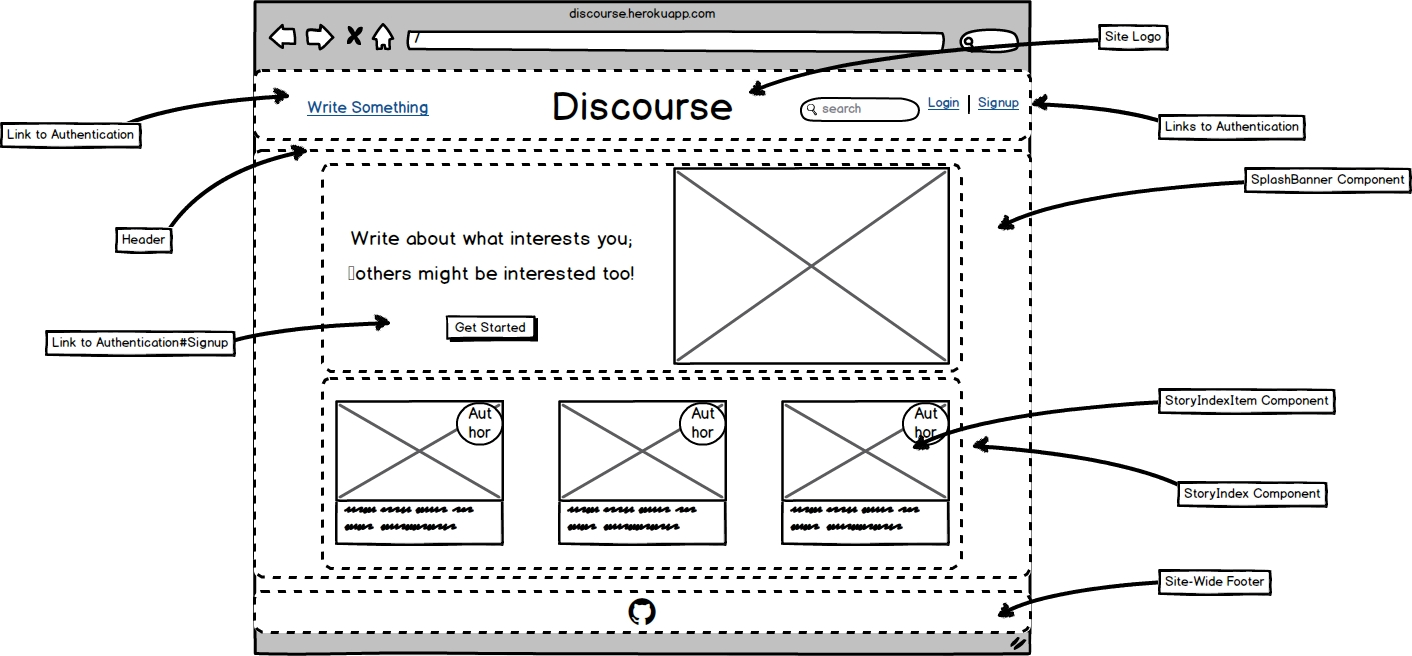 discourse.herokuapp.com
/
Site Logo
Write Something
Discourse
search
Login
Signup
Link to Authentication
Links to Authentication
SplashBanner Component
Header
Write about what interests you;
others might be interested too!
Get Started
Link to Authentication#Signup
Aut
hor
Aut
hor
Aut
hor
StoryIndexItem Component
StoryIndex Component
Site-Wide Footer